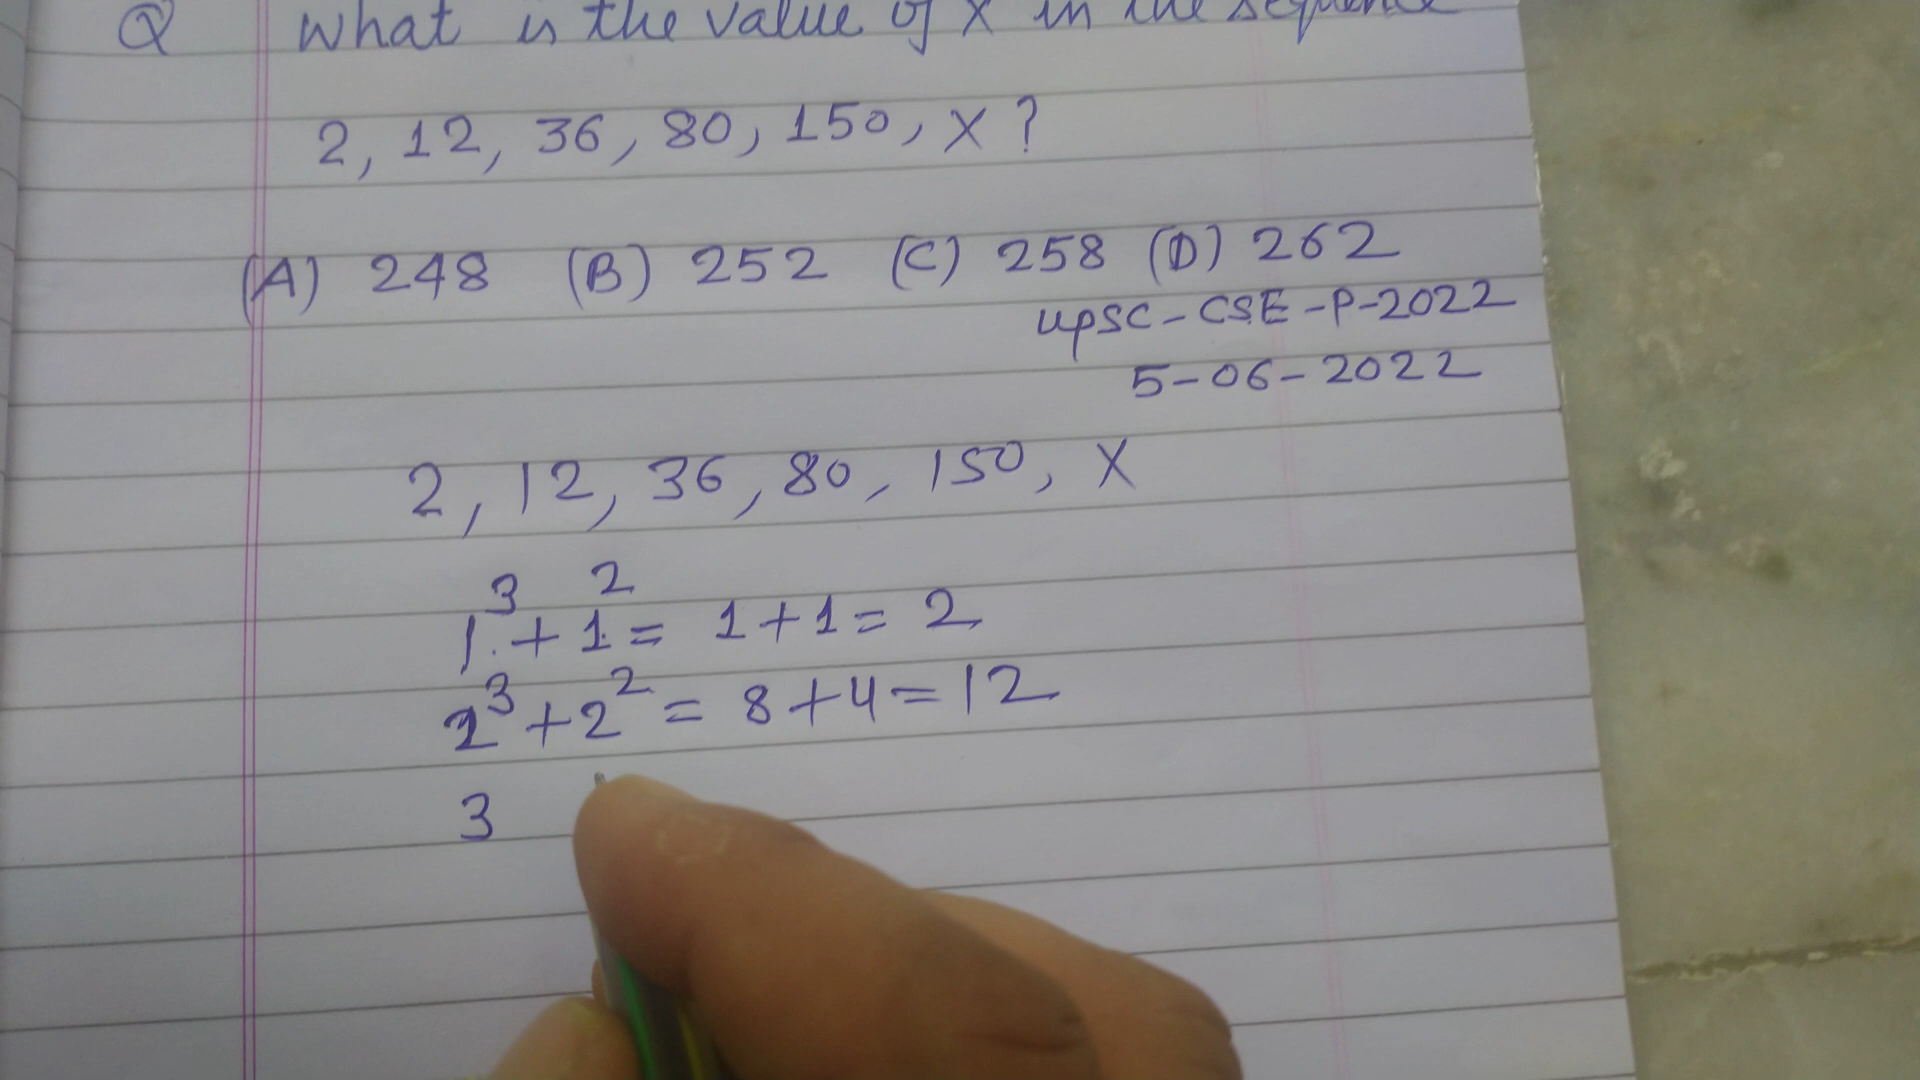 Q What is the value of X in the sequence
2, 12, 36, 80, 150, X ?
(A) 248 (B) 252 (C) 258 (D) 262
UPSC-CSE-P-2022
5-06-2022
2, 12, 36, 80, 150, X
1³ + 1² = 1+1 = 2
2³ + 2² = 8+4 = 12
3